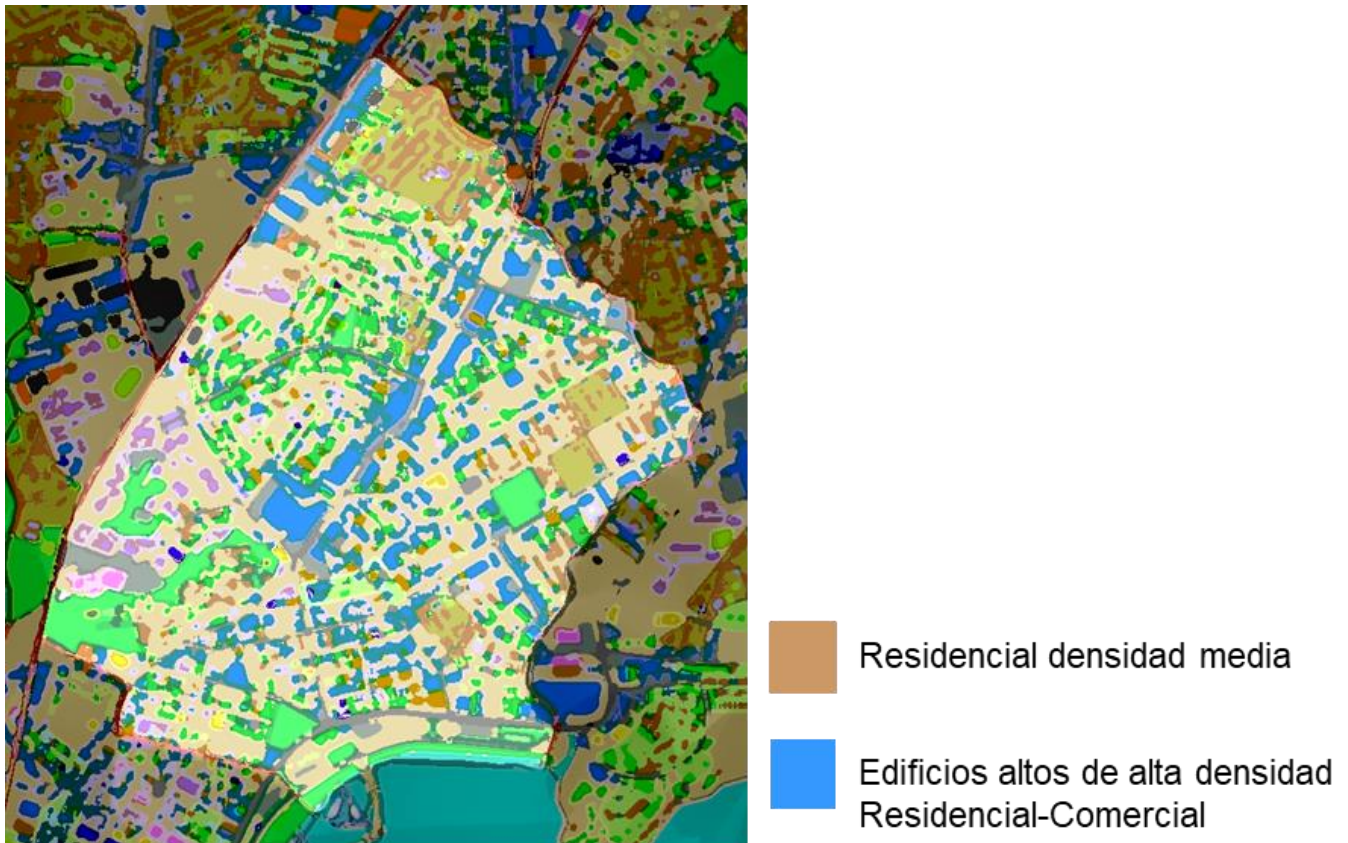 Residencial densidad media
Edificios altos de alta densidad
Residencial-Comercial